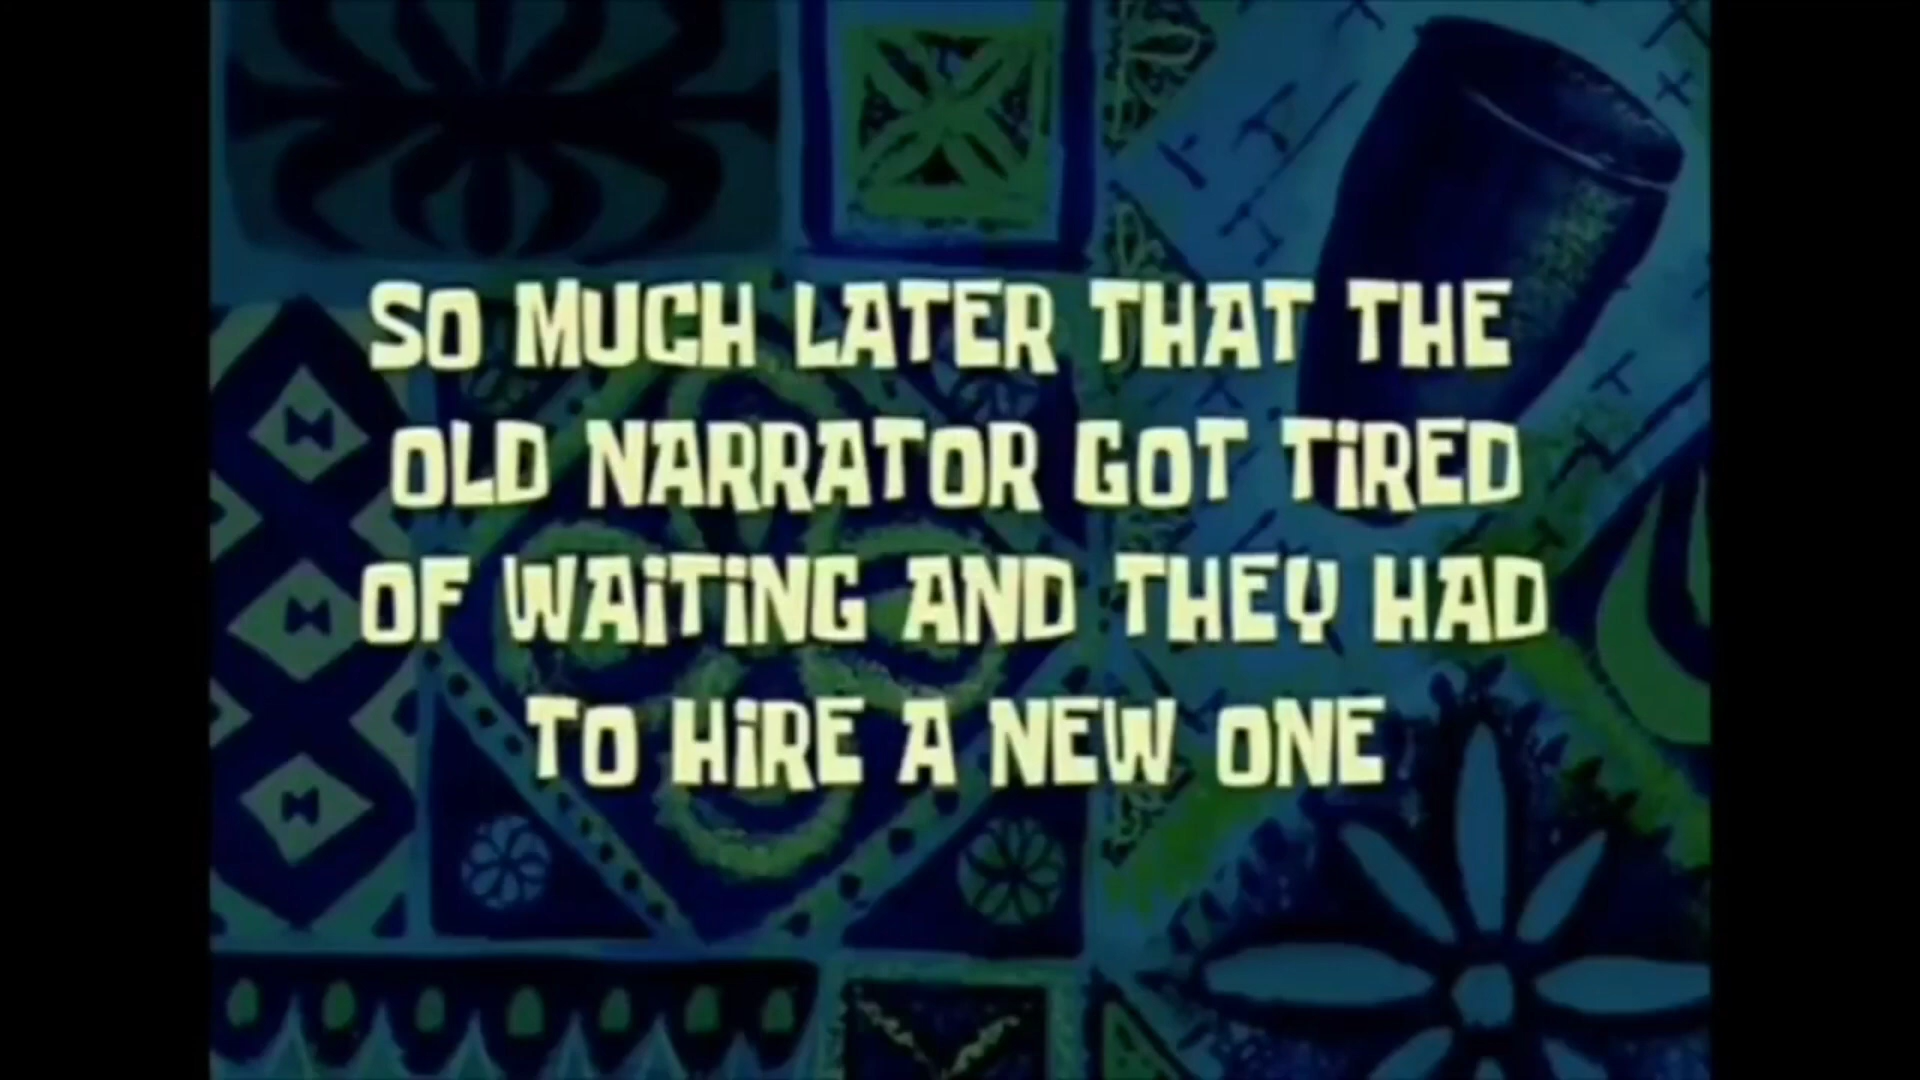 SO MUCH LATER THAT THE
OLD NARRATOR GOT TiRED
OF WAiTiNG AND THEY HAD
TO HiRE A NEW ONE